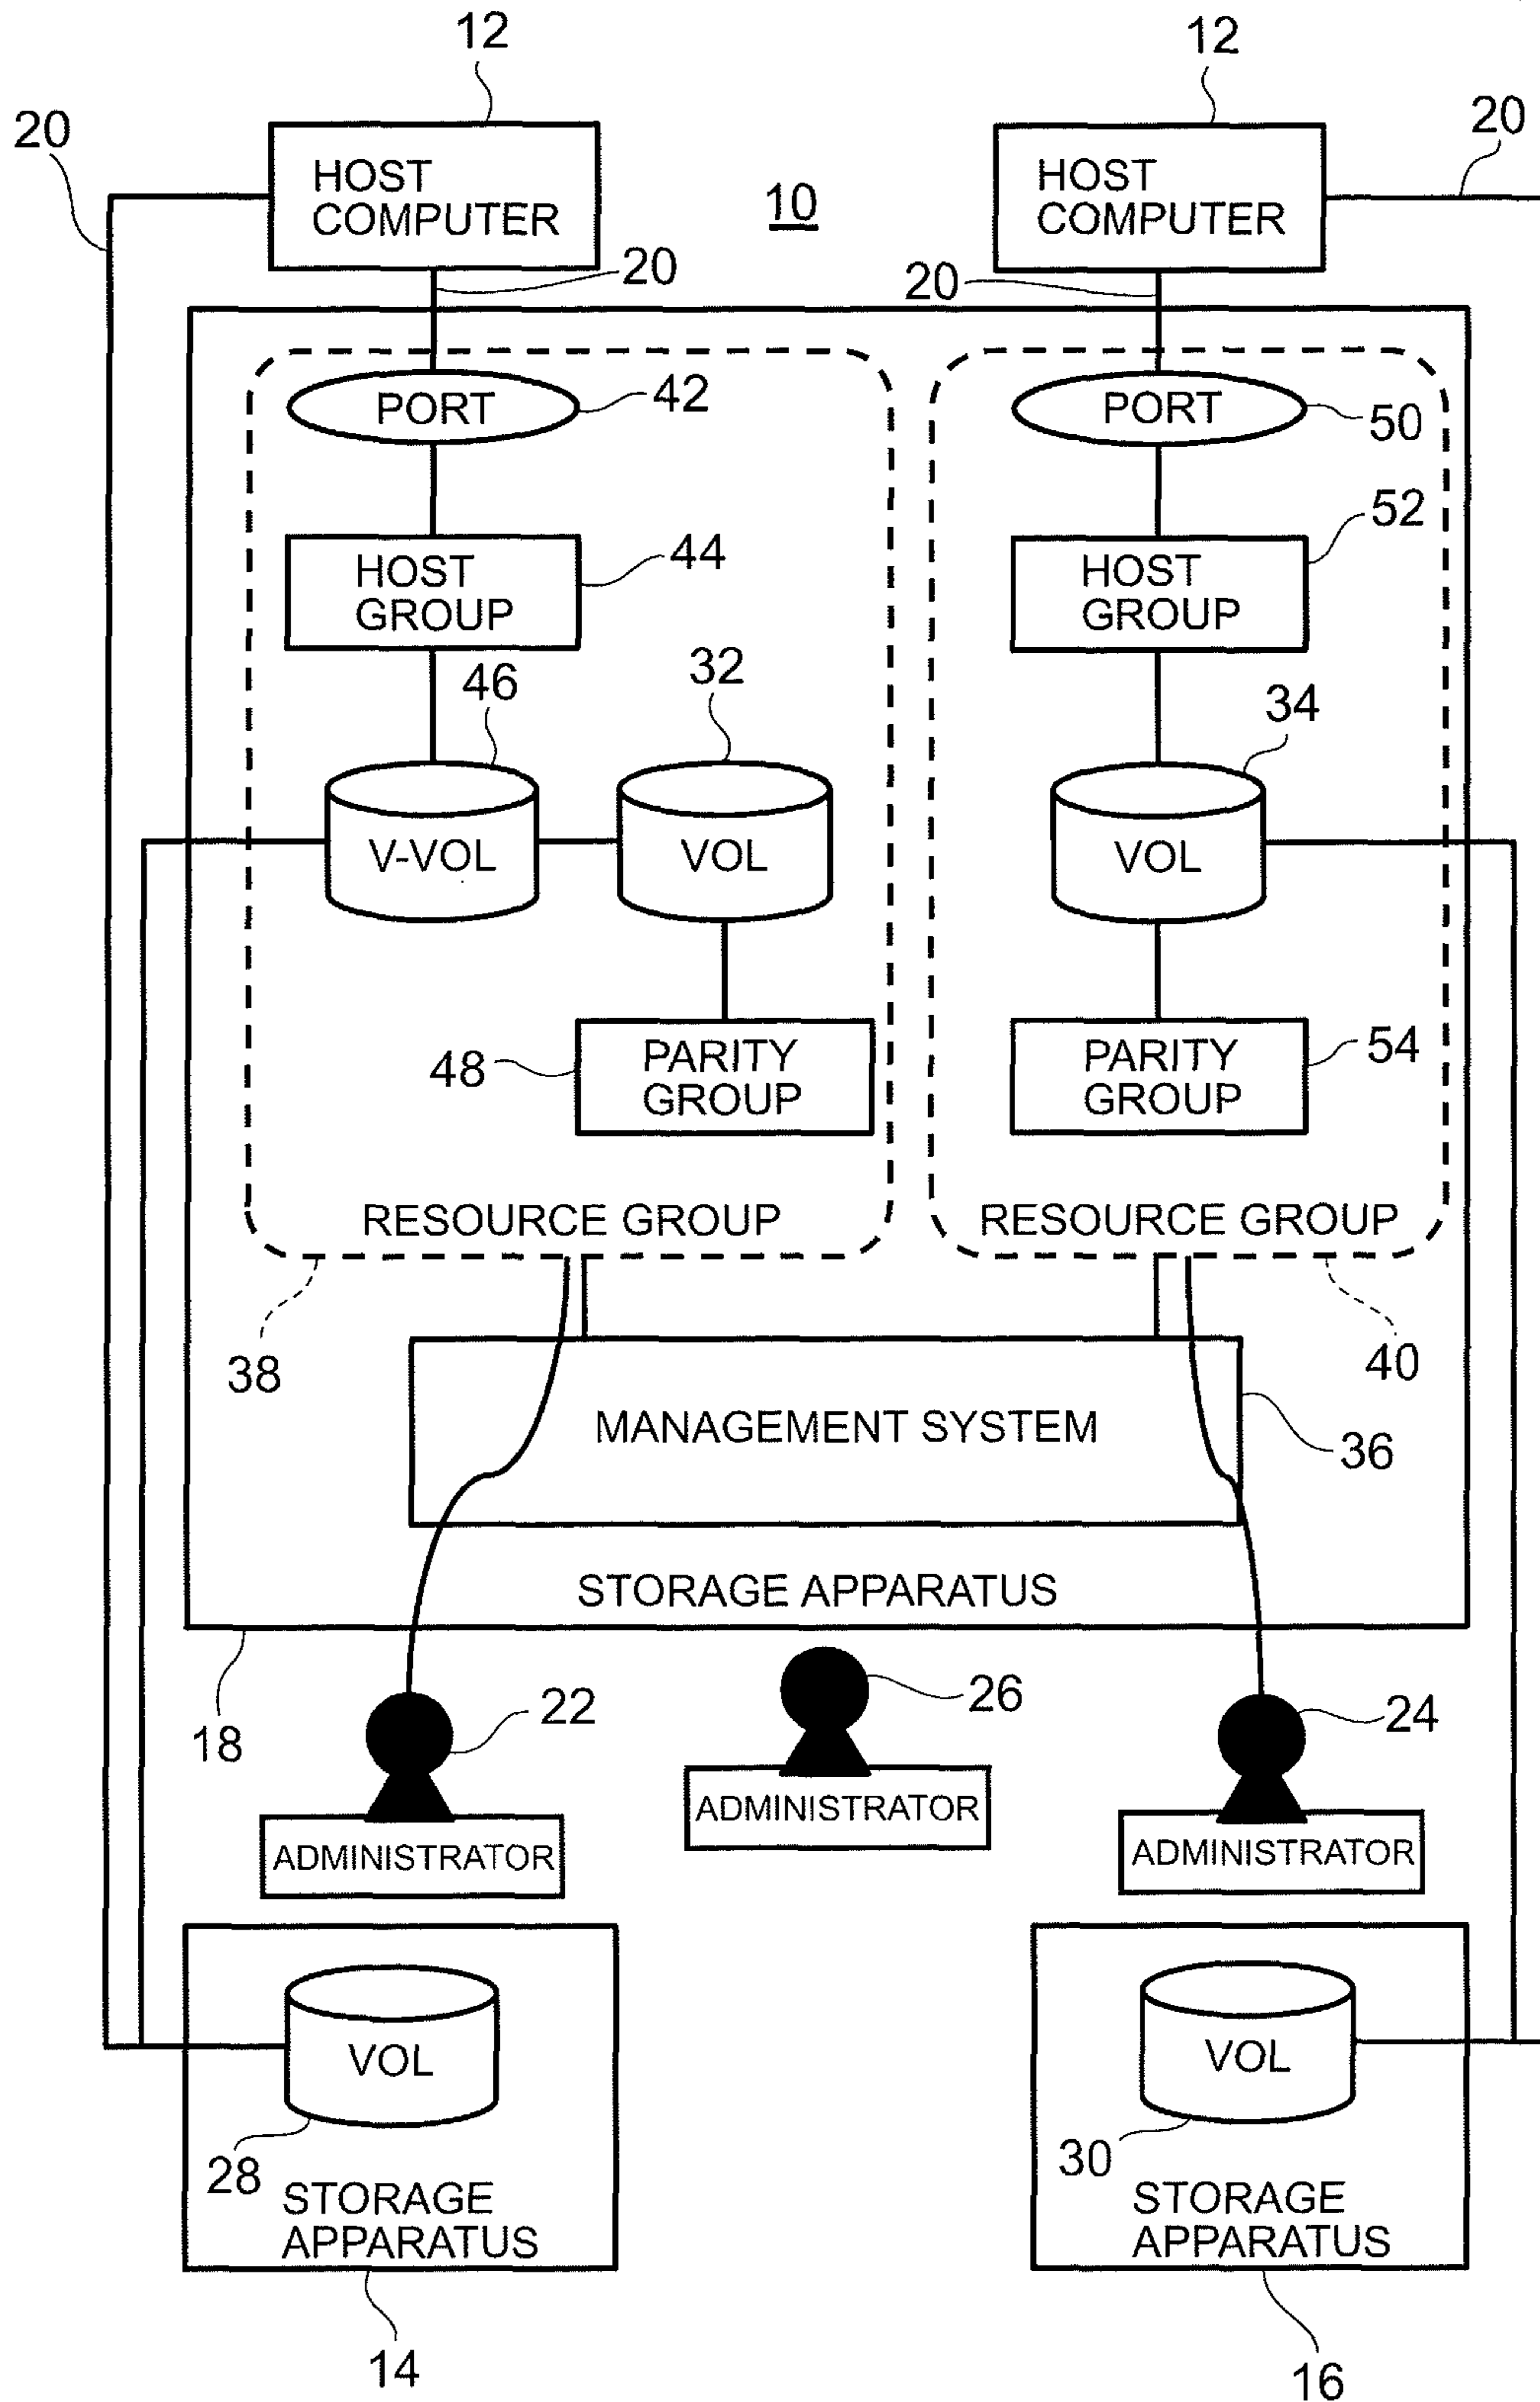 12
12
20
20
HOST
COMPUTER
10
HOST
COMPUTER
20
20
PORT
42
PORT
50
HOST
GROUP
44
HOST
GROUP
52
46
32
34
V-VOL
VOL
VOL
48
PARITY
GROUP
PARITY
GROUP
54
RESOURCE GROUP
RESOURCE GROUP
38
40
MANAGEMENT SYSTEM
36
STORAGE APPARATUS
18
22
26
24
ADMINISTRATOR
ADMINISTRATOR
ADMINISTRATOR
VOL
VOL
28
30
STORAGE
APPARATUS
STORAGE
APPARATUS
14
16